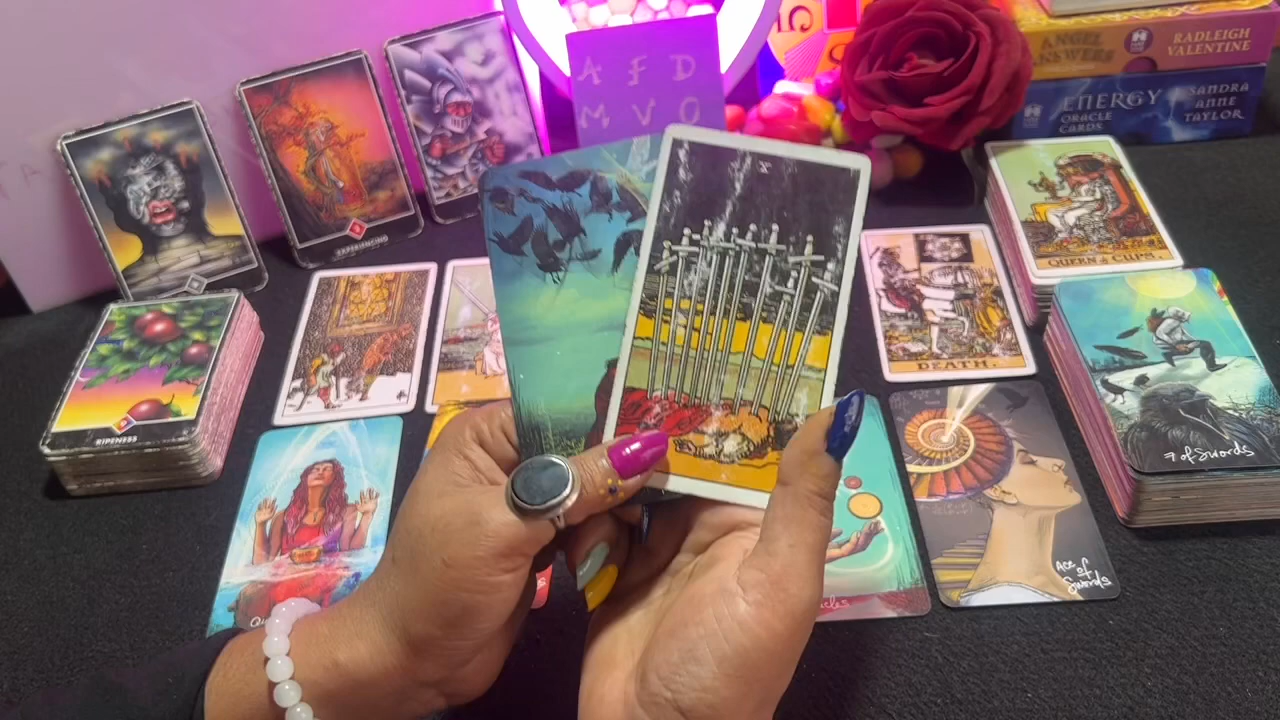 A F D
M V O
ANGEL
ANSWERS
RADLEIGH
VALENTINE
ENERGY
ORACLE
CARDS
SANDRA
ANNE
TAYLOR
EXPERIENCING
X
QUEEN of CUPS.
DEATH.
RIPENESS
7 of Swords
Ace
of
Swords